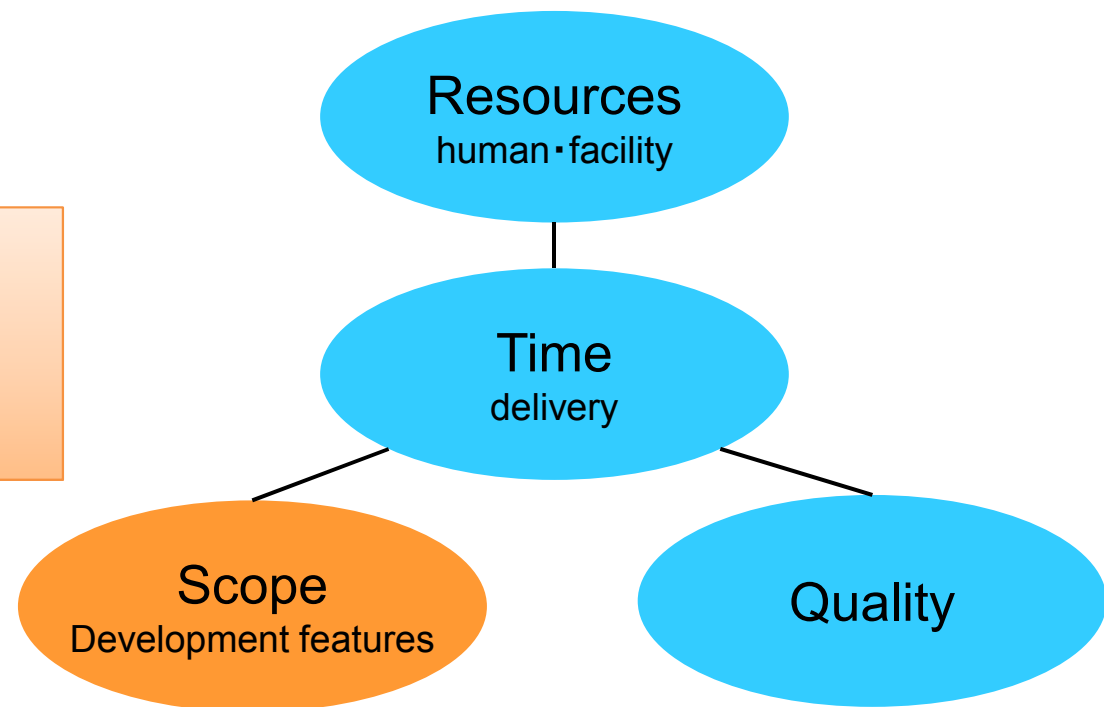 Resources
human･facility
Time
delivery
Scope
Development features
Quality